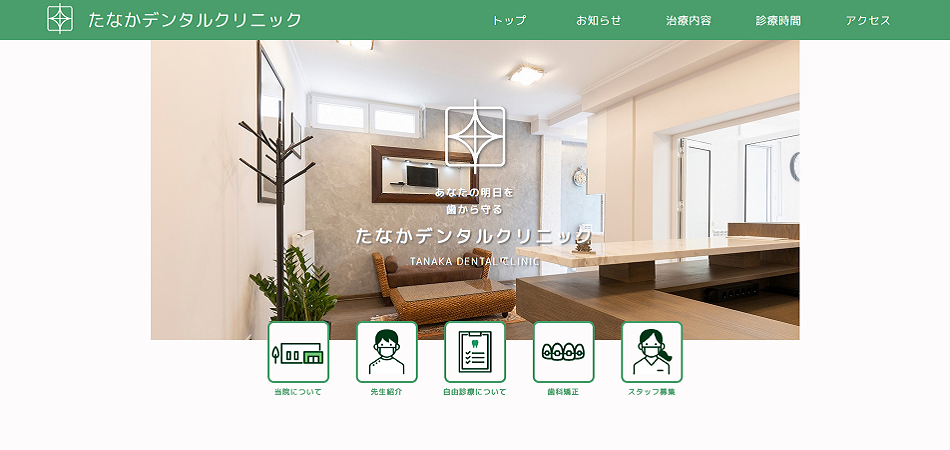 たなかデンタルクリニック
トップ
お知らせ
治療内容
診療時間
アクセス
あなたの明日を
歯から守る
たなかデンタルクリニック
TANAKA DENTAL CLINIC
当院について
先生紹介
自由診療について
歯科矯正
スタッフ募集